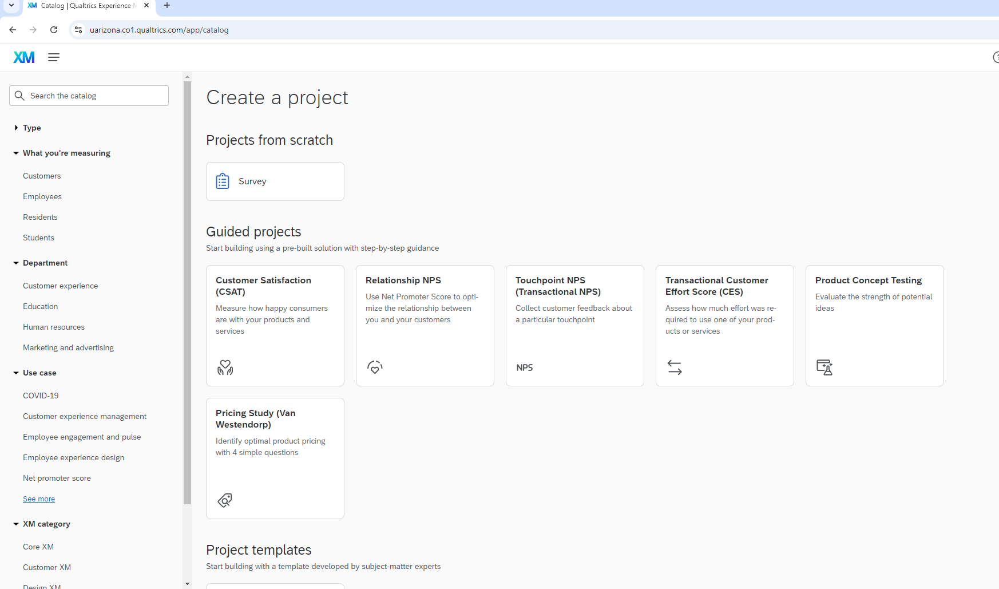 XM Catalog | Qualtrics Experience
uarizona.co1.qualtrics.com/app/catalog
XM
Search the catalog
Type
What you're measuring
Customers
Employees
Residents
Students
Department
Customer experience
Education
Human resources
Marketing and advertising
Use case
COVID-19
Customer experience management
Employee engagement and pulse
Employee experience design
Net promoter score
See more
XM category
Core XM
Customer XM
Design XM
Create a project
Projects from scratch
Survey
Guided projects
Start building using a pre-built solution with step-by-step guidance
Customer Satisfaction
(CSAT)
Measure how happy consumers
are with your products and
services
Relationship NPS
Use Net Promoter Score to opti-
mize the relationship between
you and your customers
Touchpoint NPS
(Transactional NPS)
Collect customer feedback about
a particular touchpoint
NPS
Transactional Customer
Effort Score (CES)
Assess how much effort was re-
quired to use one of your prod-
ucts or services
Product Concept Testing
Evaluate the strength of potential
ideas
Pricing Study (Van
Westendorp)
Identify optimal product pricing
with 4 simple questions
Project templates
Start building with a template developed by subject-matter experts